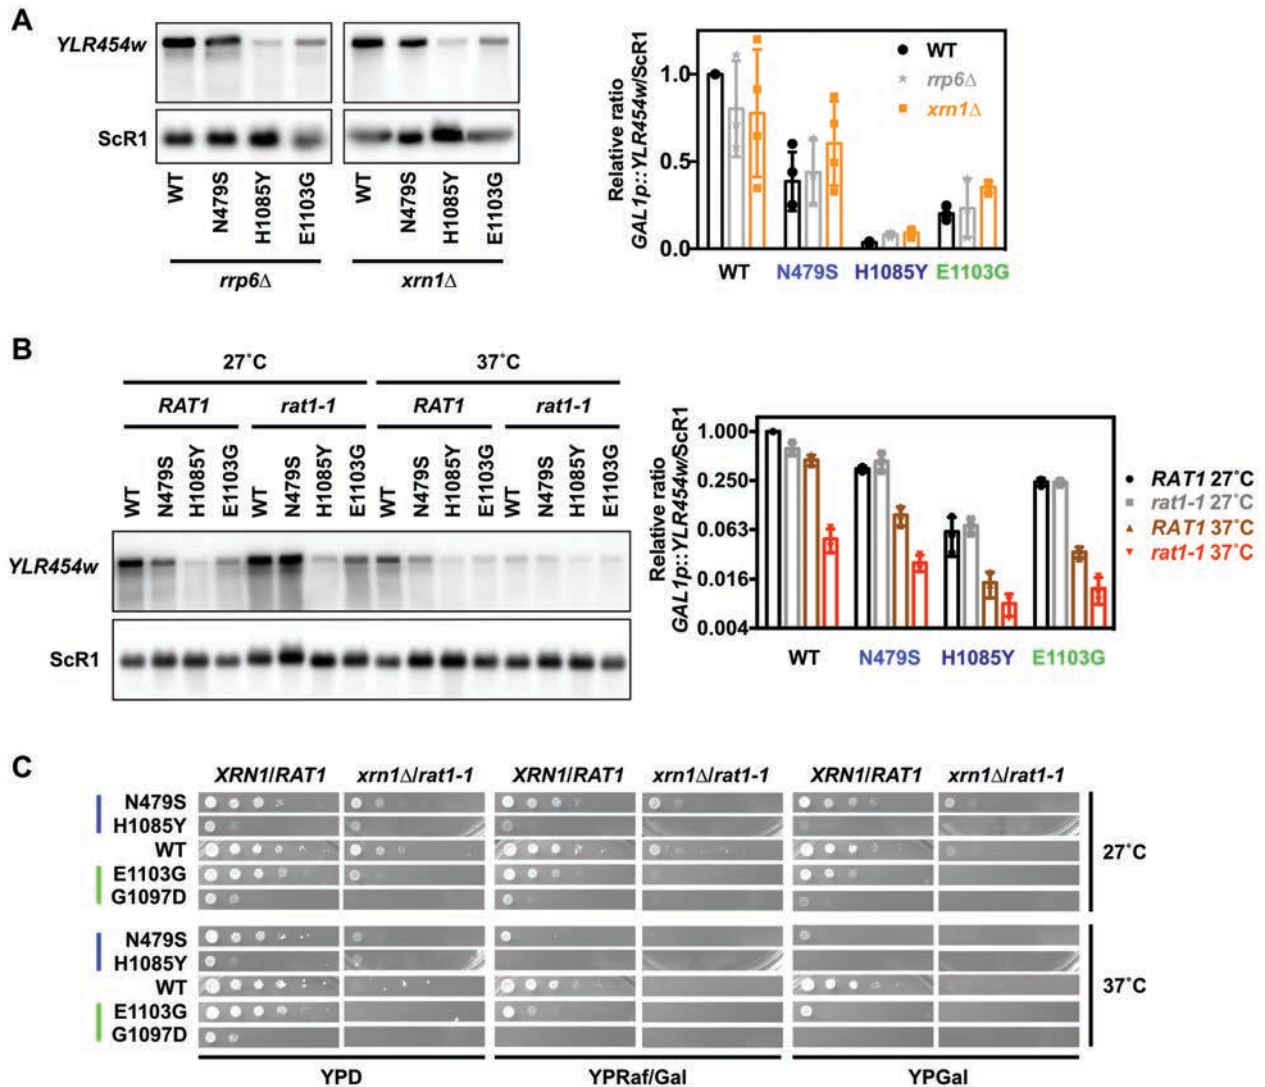 A
YLR454w
ScR1
WT
N479S
H1085Y
E1103G
WT
N479S
H1085Y
E1103G
rrp6Δ
xrn1Δ
Relative ratio
GAL1p::YLR454w/ScR1
1.0
0.5
0.0
WT
rrp6Δ
xrn1Δ
WT N479S H1085Y E1103G
B
27˚C 37˚C
RAT1 rat1-1 RAT1 rat1-1
WT
N479S
H1085Y
E1103G
WT
N479S
H1085Y
E1103G
WT
N479S
H1085Y
E1103G
WT
N479S
H1085Y
E1103G
YLR454w
ScR1
Relative ratio
GAL1p::YLR454w/ScR1
1.000
0.250
0.063
0.016
0.004
WT N479S H1085Y E1103G
RAT1 27˚C
rat1-1 27˚C
RAT1 37˚C
rat1-1 37˚C
C
XRN1/RAT1 xrn1Δ/rat1-1 XRN1/RAT1 xrn1Δ/rat1-1 XRN1/RAT1 xrn1Δ/rat1-1
N479S
H1085Y
WT
E1103G
G1097D
27˚C
N479S
H1085Y
WT
E1103G
G1097D
37˚C
YPD YPRaf/Gal YPGal